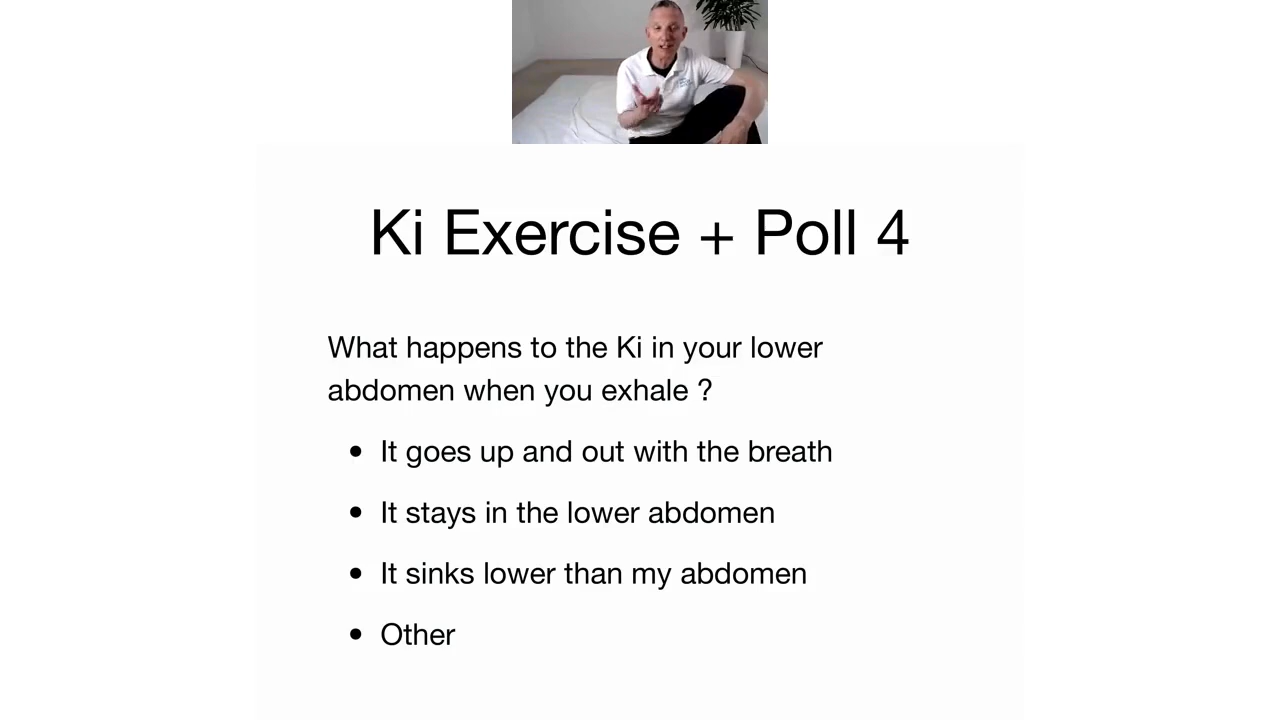 Ki Exercise + Poll 4
What happens to the Ki in your lower
abdomen when you exhale ?
• It goes up and out with the breath
• It stays in the lower abdomen
• It sinks lower than my abdomen
• Other